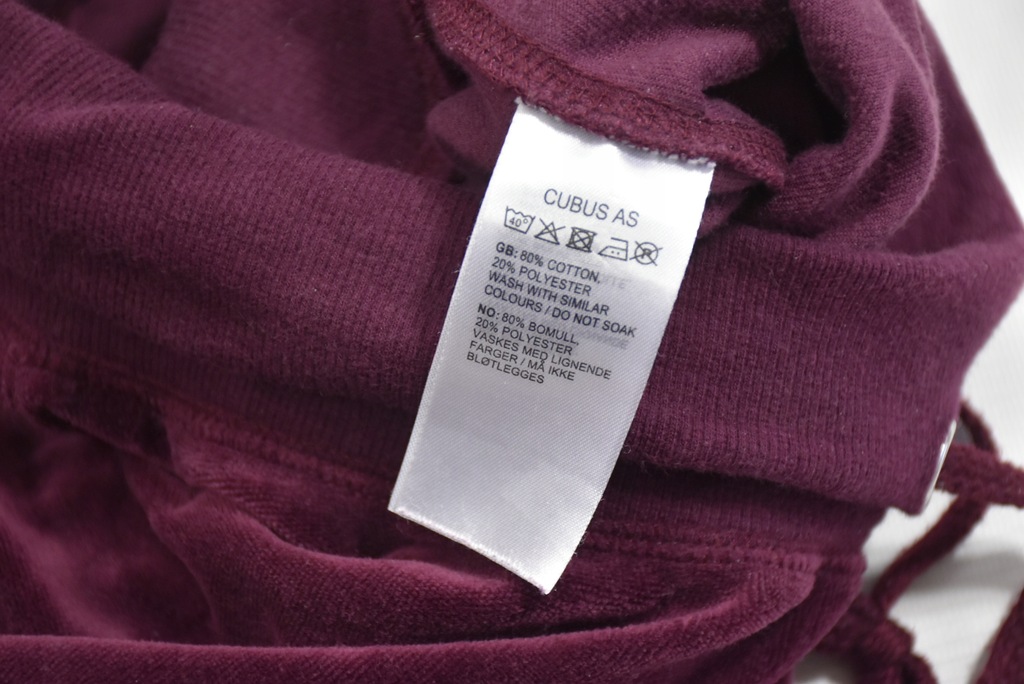 CUBUS AS
40°
P
GB: 80% COTTON,
20% POLYESTER
WASH WITH SIMILAR
COLOURS / DO NOT SOAK
NO: 80% BOMULL,
20% POLYESTER
VASKES MED LIGNENDE
FARGER / MÅ IKKE
BLØTLEGGES